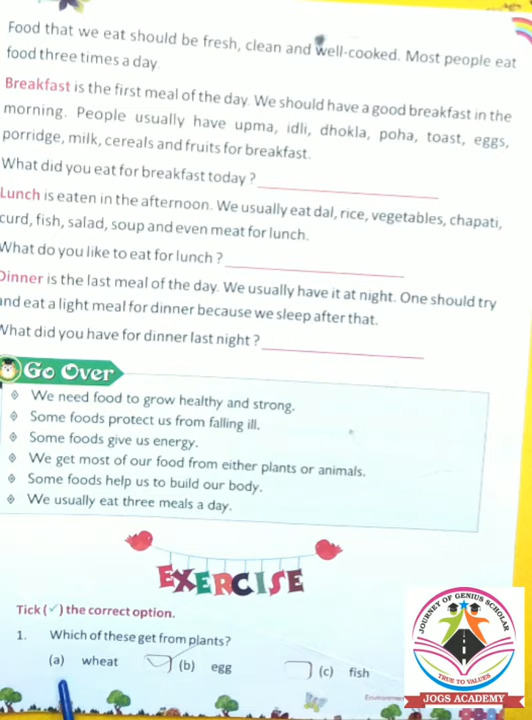 Food that we eat should be fresh, clean and well-cooked. Most people eat
food three times a day.
Breakfast is the first meal of the day. We should have a good breakfast in the
morning. People usually have upma, idli, dhokla, poha, toast, eggs,
porridge, milk, cereals and fruits for breakfast.
What did you eat for breakfast today ?
Lunch is eaten in the afternoon. We usually eat dal, rice, vegetables, chapati,
curd, fish, salad, soup and even meat for lunch.
What do you like to eat for lunch ?
Dinner is the last meal of the day. We usually have it at night. One should try
and eat a light meal for dinner because we sleep after that.
What did you have for dinner last night ?
Go Over
We need food to grow healthy and strong.
Some foods protect us from falling ill.
Some foods give us energy.
We get most of our food from either plants or animals.
Some foods help us to build our body.
We usually eat three meals a day.
EXERCISE
Tick (✓) the correct option.
1. Which of these get from plants?
(a) wheat (b) egg (c) fish
JOURNEY OF GENIUS SCHOLAR
TRUE TO VALUES
JOGS ACADEMY